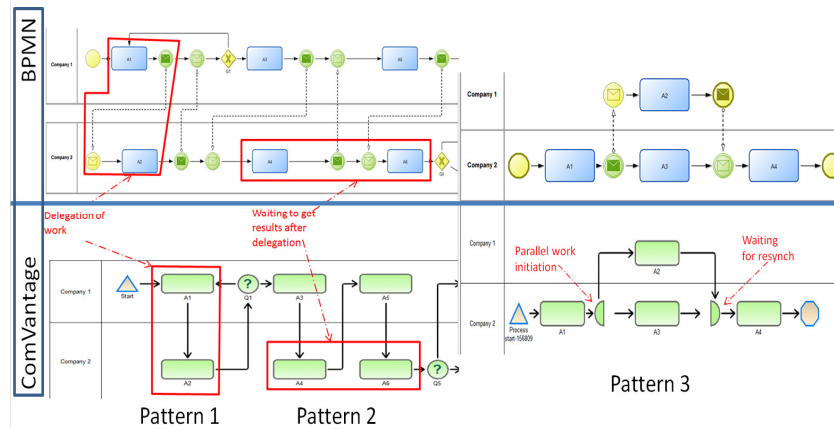 BPMN
Company 1
A1
G1
A3
A5
Company 2
A2
A4
A6
Company 1
A2
Company 2
A1
A3
A4
ComVantage
Delegation of
work
Waiting to get
results after
delegation
Company 1
Start
A1
Q1
A3
A5
Company 2
A2
A4
A6
Q5
Pattern 1
Pattern 2
Company 1
Parallel work
initiation
Waiting
for resynch
A2
Company 2
Process
start-156809
A1
A3
A4
Pattern 3